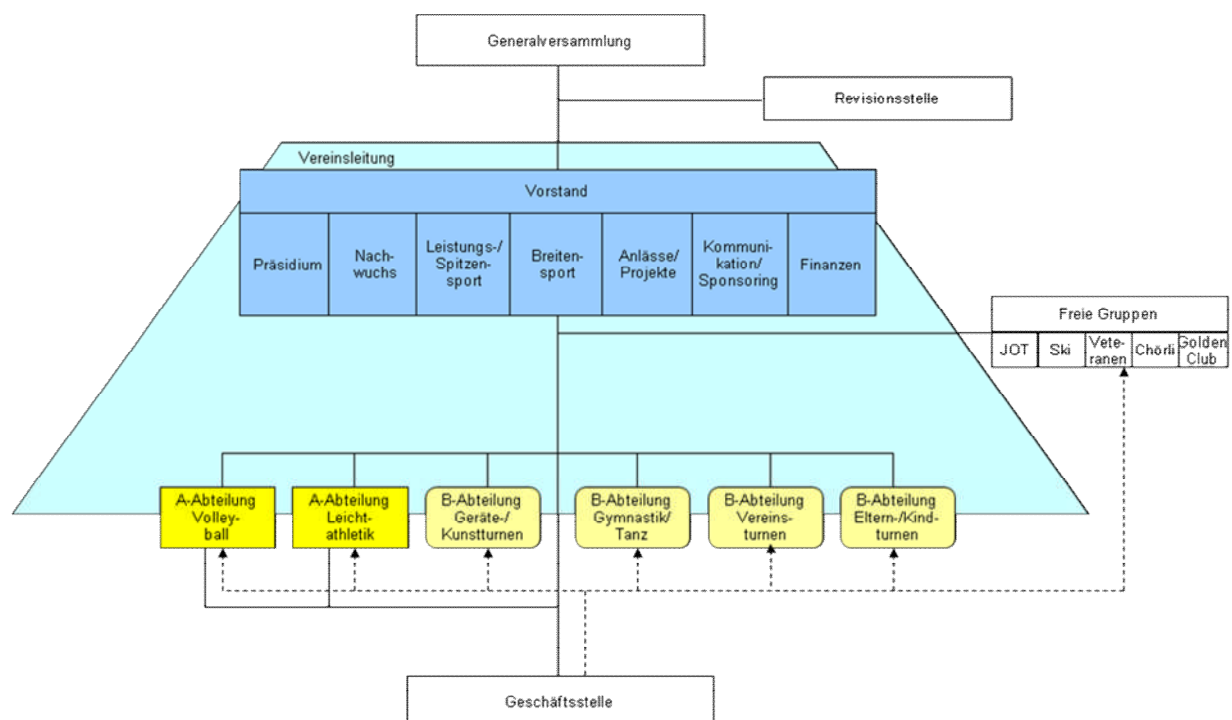 Generalversammlung
Revisionsstelle
Vereinsleitung
Vorstand
Präsidium
Nach-
wuchs
Leistungs-/
Spitzen-
sport
Breiten-
sport
Anlässe/
Projekte
Kommuni-
kation/
Sponsoring
Finanzen
Freie Gruppen
JOT
Ski
Vete-
ranen
Chörli
Golden
Club
A-Abteilung
Volley-
ball
A-Abteilung
Leicht-
athletik
B-Abteilung
Geräte-/
Kunstturnen
B-Abteilung
Gymnastik/
Tanz
B-Abteilung
Vereins-
turnen
B-Abteilung
Eltern-/Kind-
turnen
Geschäftsstelle